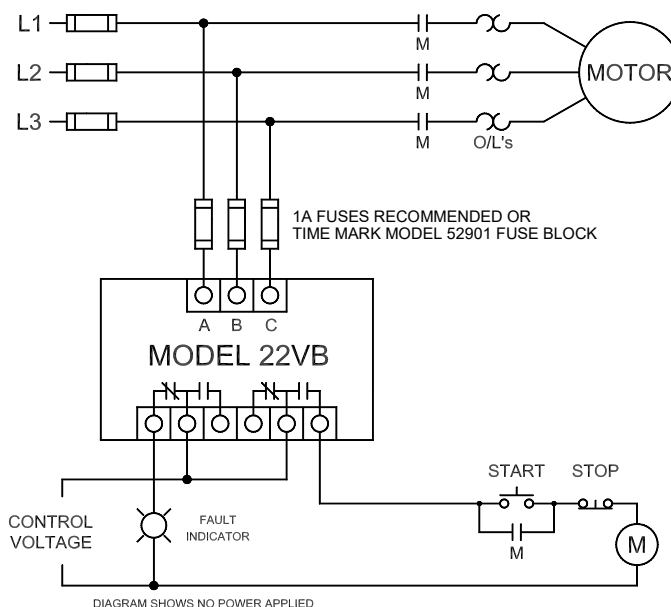 L1
M
L2
MOTOR
M
L3
M
O/L's
1A FUSES RECOMMENDED OR
TIME MARK MODEL 52901 FUSE BLOCK
A B C
MODEL 22VB
START STOP
CONTROL
VOLTAGE
FAULT
INDICATOR
M
M
DIAGRAM SHOWS NO POWER APPLIED